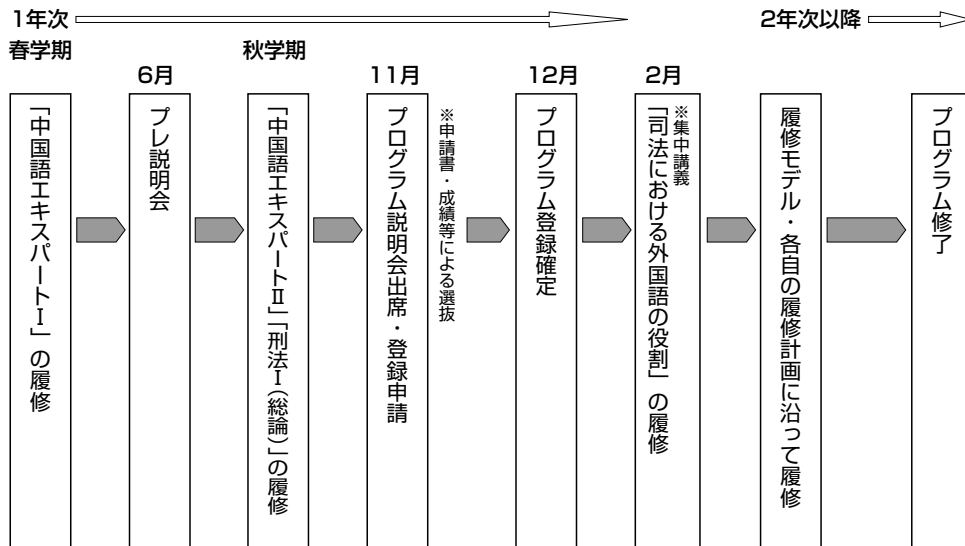 1年次
2年次以降
春学期
秋学期
6月
11月
12月
2月
「中国語エキスパートⅠ」の履修
プレ説明会
「中国語エキスパートⅡ」「刑法Ⅰ(総論)」の履修
プログラム説明会出席・登録申請
※申請書・成績等による選抜
プログラム登録確定
※集中講義
「司法における外国語の役割」の履修
履修モデル・各自の履修計画に沿って履修
プログラム修了